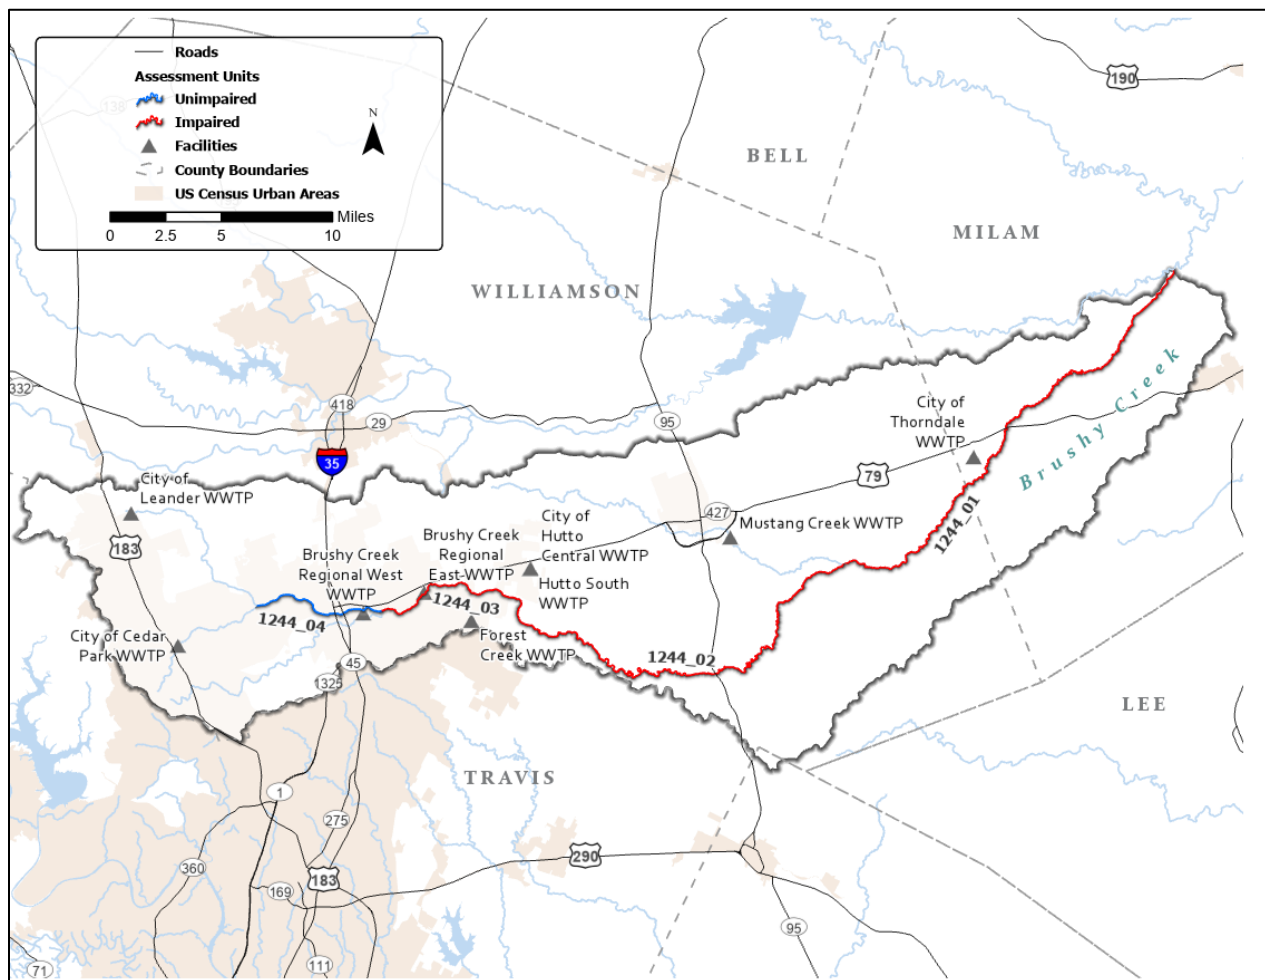 Roads
Assessment Units
Unimpaired
Impaired
Facilities
County Boundaries
US Census Urban Areas
Miles
0 2.5 5 10
N
138
190
BELL
MILAM
WILLIAMSON
332
418
29
95
35
City of
Thorndale
WWTP
Brushy Creek
79
City of
Leander WWTP
183
427
Mustang Creek WWTP
1244_01
City of
Hutto
Central WWTP
Brushy Creek
Regional
East WWTP
Brushy Creek
Regional West
WWTP
Hutto South
WWTP
1244_03
1244_04
City of Cedar
Park WWTP
Forest
Creek WWTP
1244_02
45
1325
LEE
TRAVIS
1
275
290
360
183
169
95
111
71